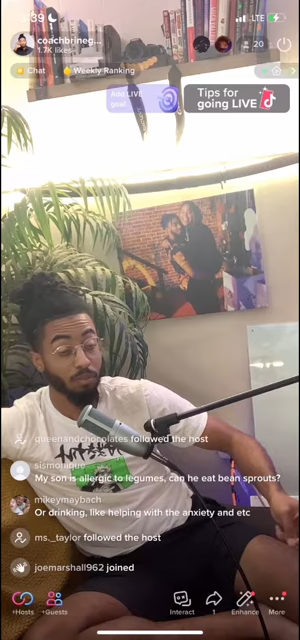 :39
LTE
coachbrineg...
1.7K likes
20
Chat
Weekly Ranking
Add LIVE
goal
Tips for
going LIVE
queenandchocolates followed the host
sismonique
My son is allergic to legumes, can he eat bean sprouts?
mikeymaybach
Or drinking, like helping with the anxiety and etc
ms._taylor followed the host
joemarshall962 joined
+Hosts
+Guests
Interact
1
Enhance
More